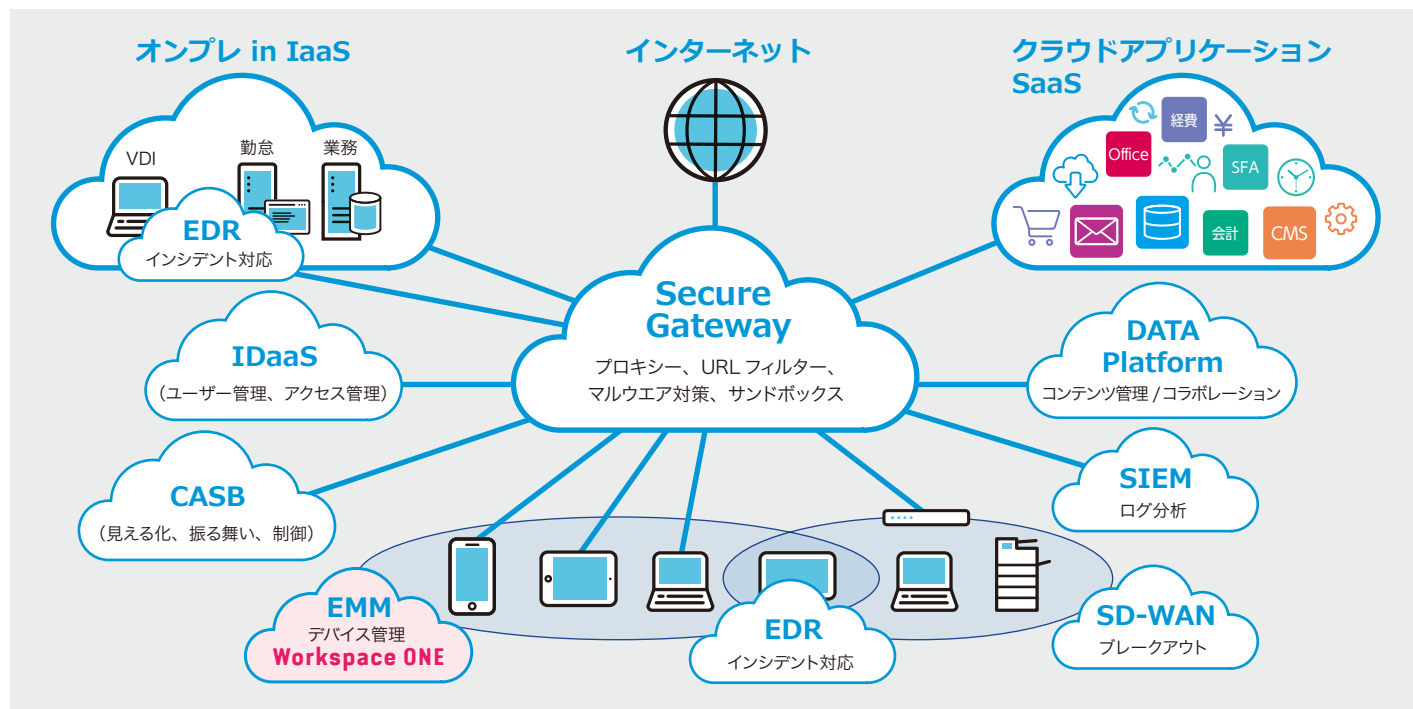 オンプレ in IaaS
インターネット
クラウドアプリケーション
SaaS
VDI
勤怠
業務
EDR
インシデント対応
経費
¥
Office
SFA
会計
CMS
Secure
Gateway
プロキシー、URL フィルター、
マルウエア対策、サンドボックス
IDaaS
（ユーザー管理、アクセス管理）
DATA
Platform
コンテンツ管理 / コラボレーション
CASB
（見える化、振る舞い、制御）
SIEM
ログ分析
EMM
デバイス管理
Workspace ONE
EDR
インシデント対応
SD-WAN
ブレークアウト